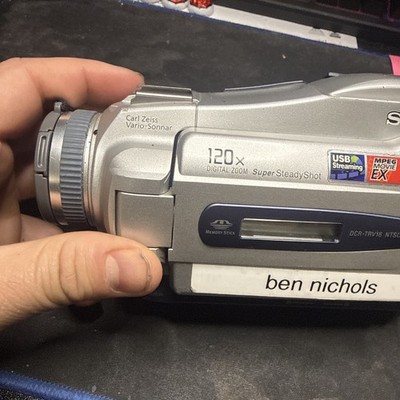 Carl Zeiss
Vario-Sonnar
S
120x
DIGITAL ZOOM Super SteadyShot
USB
Streaming
MPEG
MOVIE
EX
MEMORY STICK
DCR-TRV18 NTSC
ben nichols